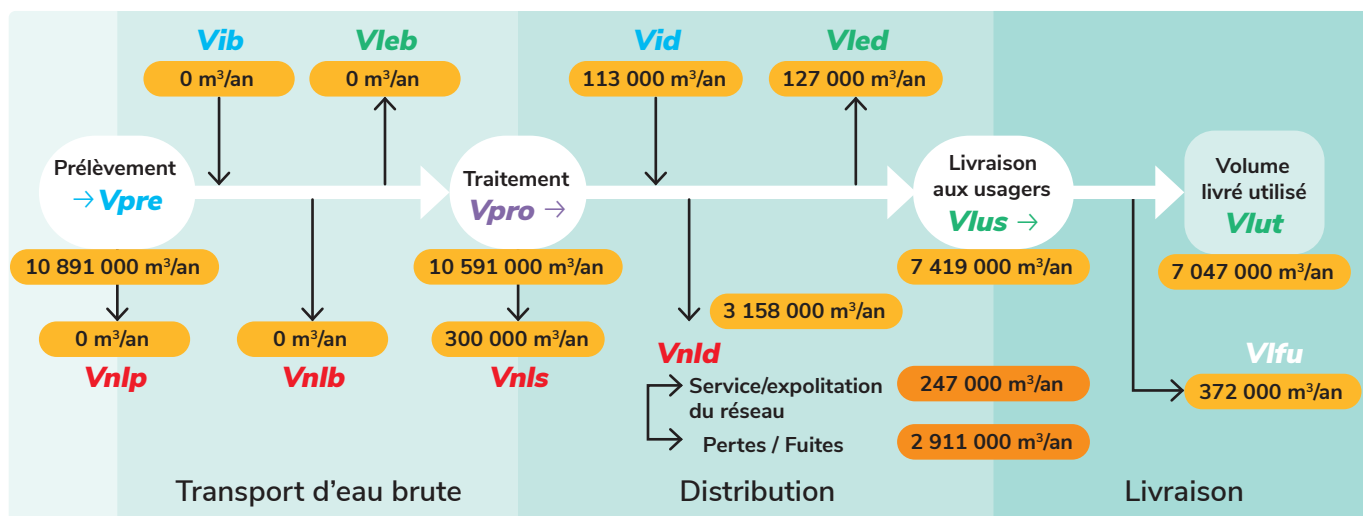 Vib
Vleb
Vid
Vled
0 m³/an
0 m³/an
113 000 m³/an
127 000 m³/an
Prélèvement
→ Vpre
Traitement
Vpro →
Livraison
aux usagers
Vlus →
Volume
livré utilisé
Vlut
10 891 000 m³/an
10 591 000 m³/an
7 419 000 m³/an
7 047 000 m³/an
3 158 000 m³/an
0 m³/an
0 m³/an
300 000 m³/an
Vnlp
Vnlb
Vnls
Vnld
Vlfu
Service/expolitation
du réseau
247 000 m³/an
372 000 m³/an
Pertes / Fuites
2 911 000 m³/an
Transport d’eau brute
Distribution
Livraison